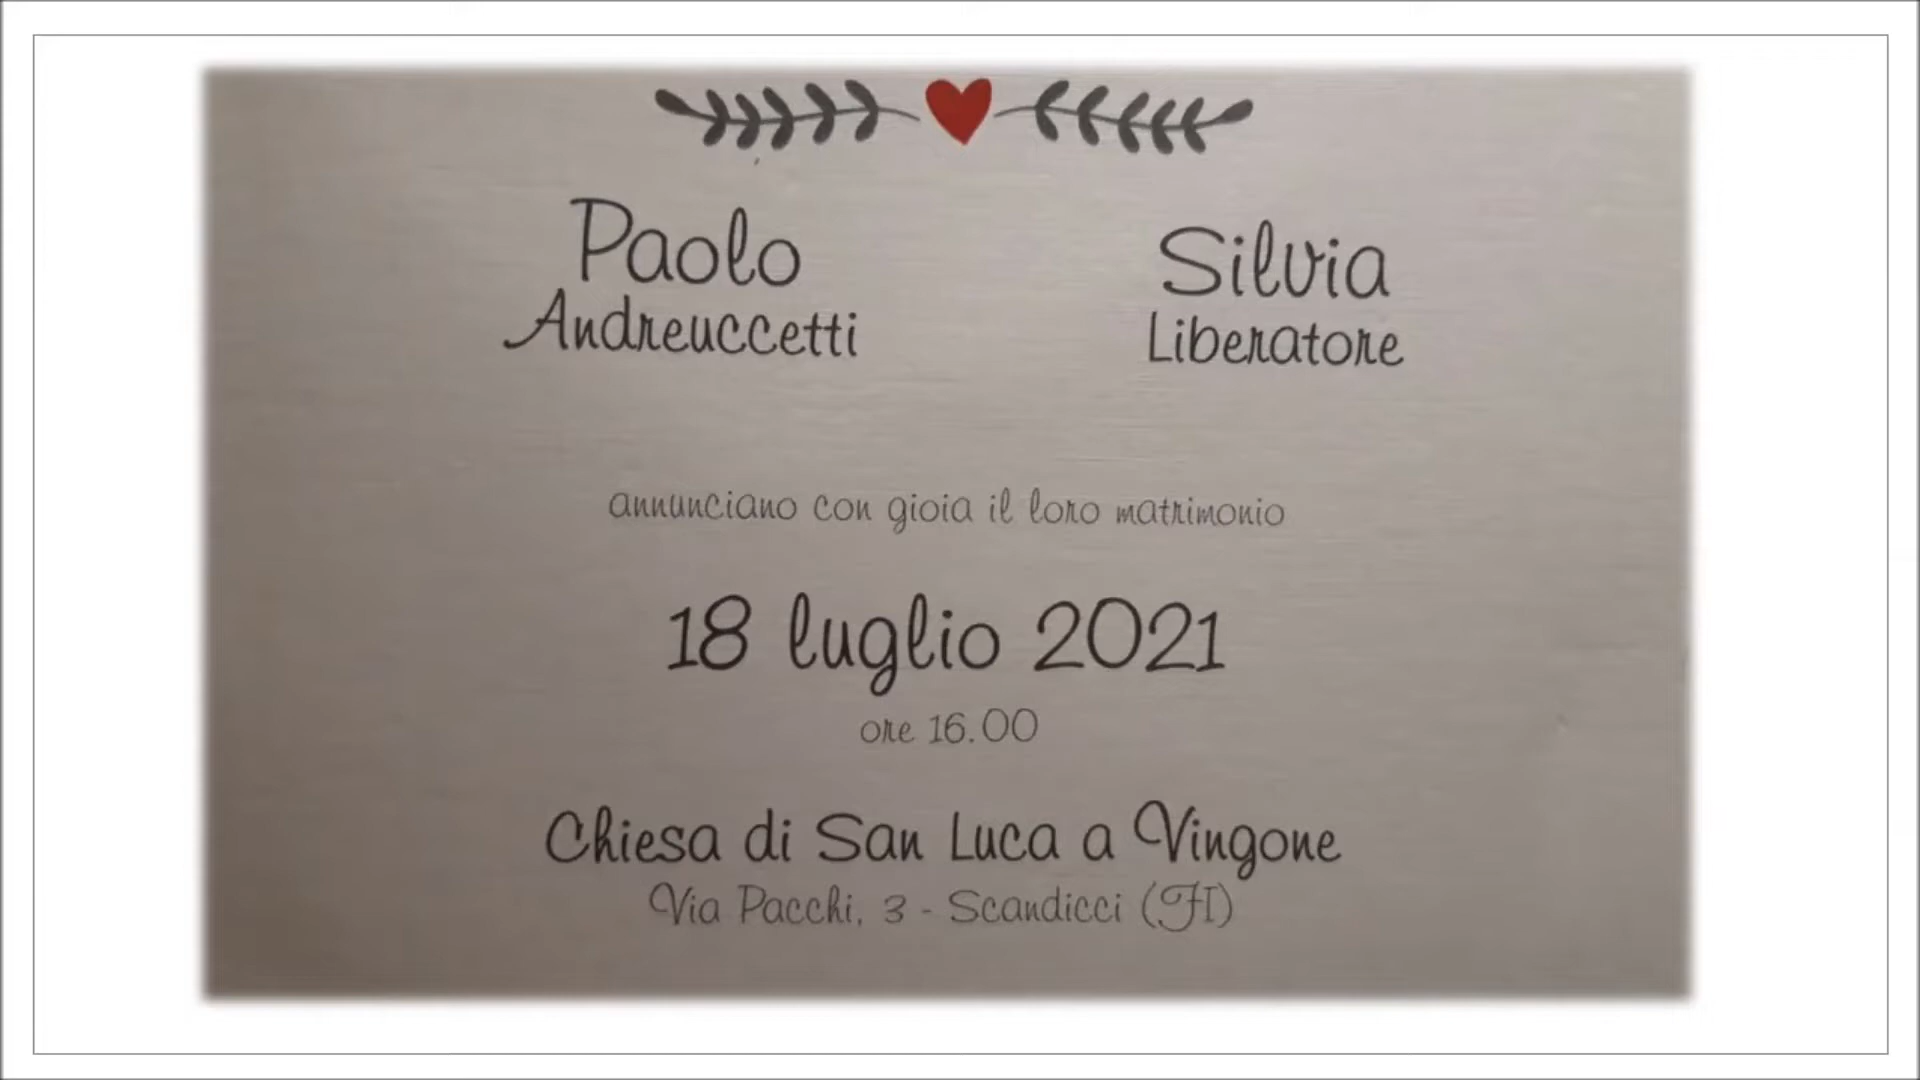 Paolo
Andreuccetti
Silvia
Liberatore
annunciano con gioia il loro matrimonio
18 luglio 2021
ore 16.00
Chiesa di San Luca a Vingone
Via Pacchi, 3 - Scandicci (FI)